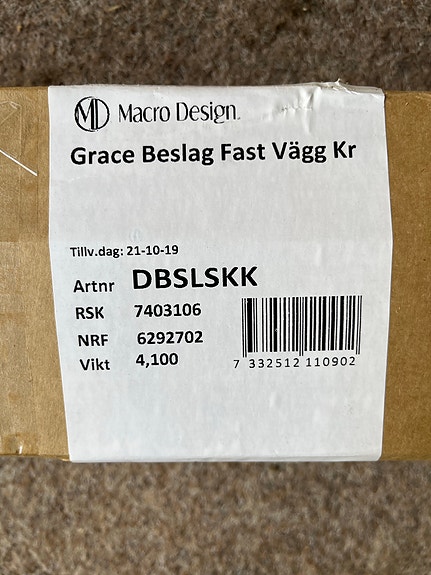 MD Macro Design
Grace Beslag Fast Vägg Kr
Tillv.dag: 21-10-19
Artnr DBSLSKK
RSK 7403106
NRF 6292702
Vikt 4,100
7 332512 110902